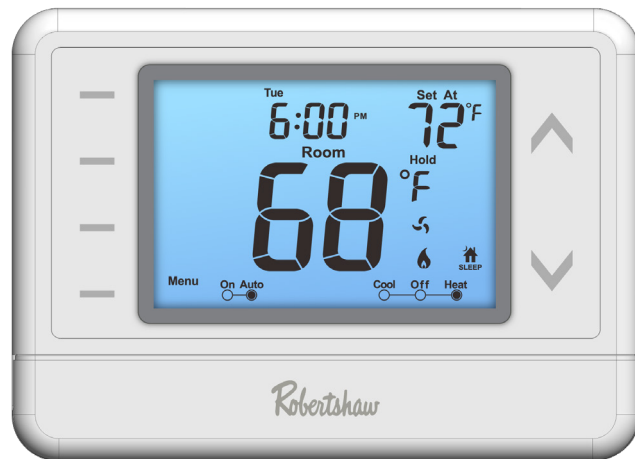 Tue
6:00 PM
Set At
72°F
Room
68
Hold
°F
SLEEP
Menu
On Auto
Cool Off Heat
Robertshaw